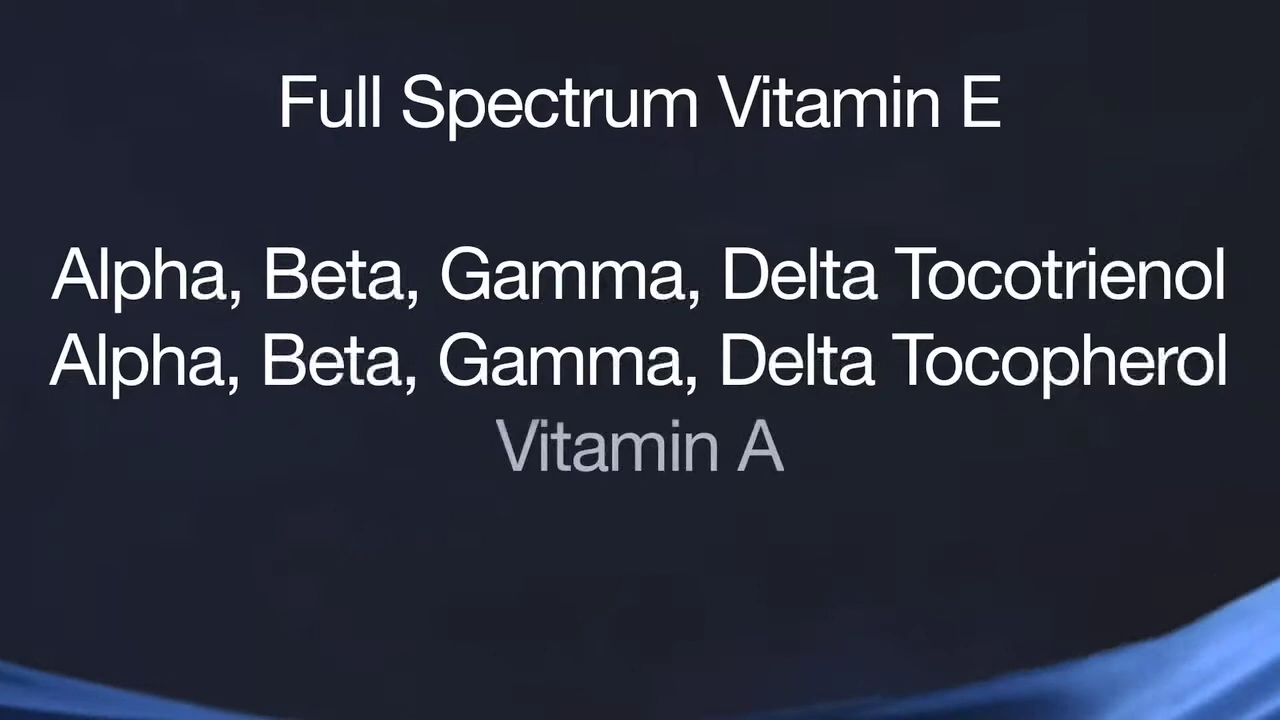 Full Spectrum Vitamin E
Alpha, Beta, Gamma, Delta Tocotrienol
Alpha, Beta, Gamma, Delta Tocopherol
Vitamin A